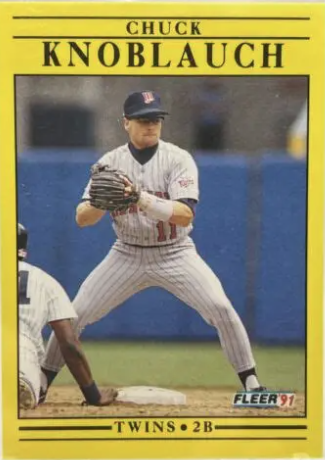 CHUCK
KNOBLAUCH
11
FLEER '91
TWINS • 2B